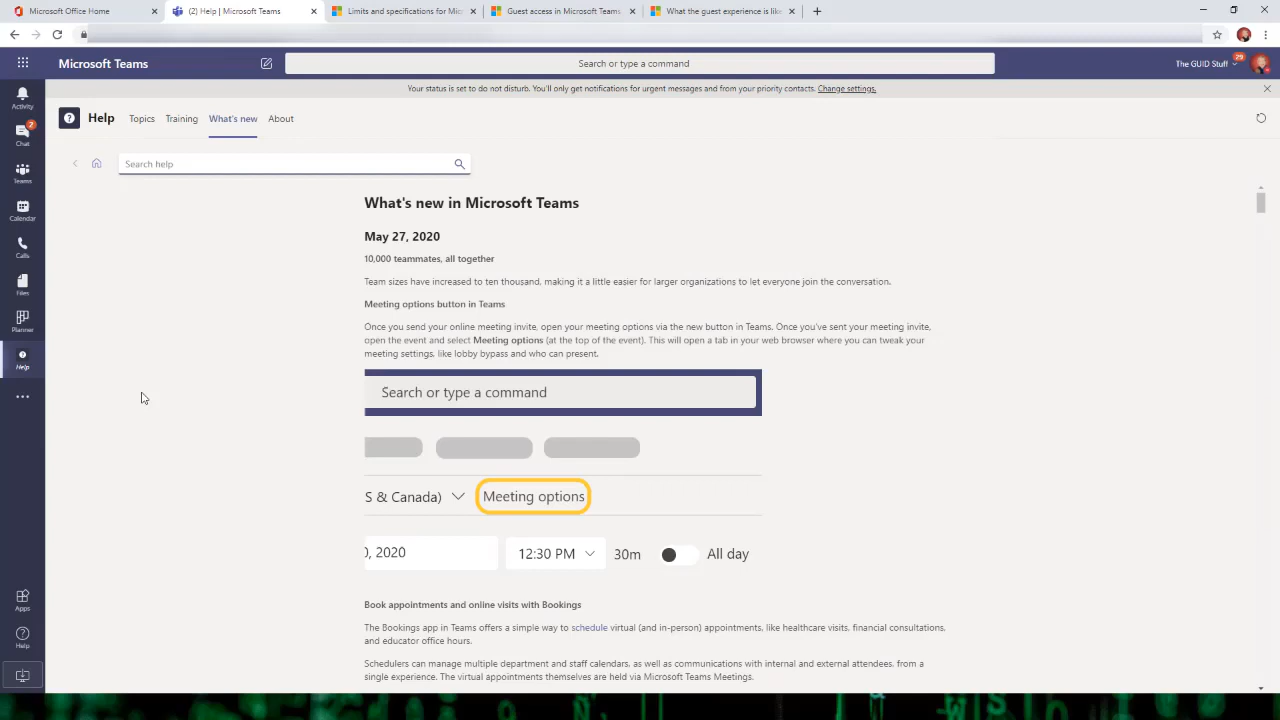 Microsoft Office Home
(2) Help | Microsoft Teams
Limits and specifications for Mic
Guest access in Microsoft Teams
What the guest experience is like
Microsoft Teams
Search or type a command
The GUID Stuff
29
Your status is set to do not disturb. You'll only get notifications for urgent messages and from your priority contacts. Change settings.
Activity
2
Chat
Teams
Calendar
Calls
Files
Planner
Help
Apps
Help
Help
Topics
Training
What's new
About
Search help
What's new in Microsoft Teams
May 27, 2020
10,000 teammates, all together
Team sizes have increased to ten thousand, making it a little easier for larger organizations to let everyone join the conversation.
Meeting options button in Teams
Once you send your online meeting invite, open your meeting options via the new button in Teams. Once you've sent your meeting invite,
open the event and select Meeting options (at the top of the event). This will open a tab in your web browser where you can tweak your
meeting settings, like lobby bypass and who can present.
Search or type a command
S & Canada)
Meeting options
0, 2020
12:30 PM
30m
All day
Book appointments and online visits with Bookings
The Bookings app in Teams offers a simple way to schedule virtual (and in-person) appointments, like healthcare visits, financial consultations,
and educator office hours.
Schedulers can manage multiple department and staff calendars, as well as communications with internal and external attendees, from a
single experience. The virtual appointments themselves are held via Microsoft Teams Meetings.